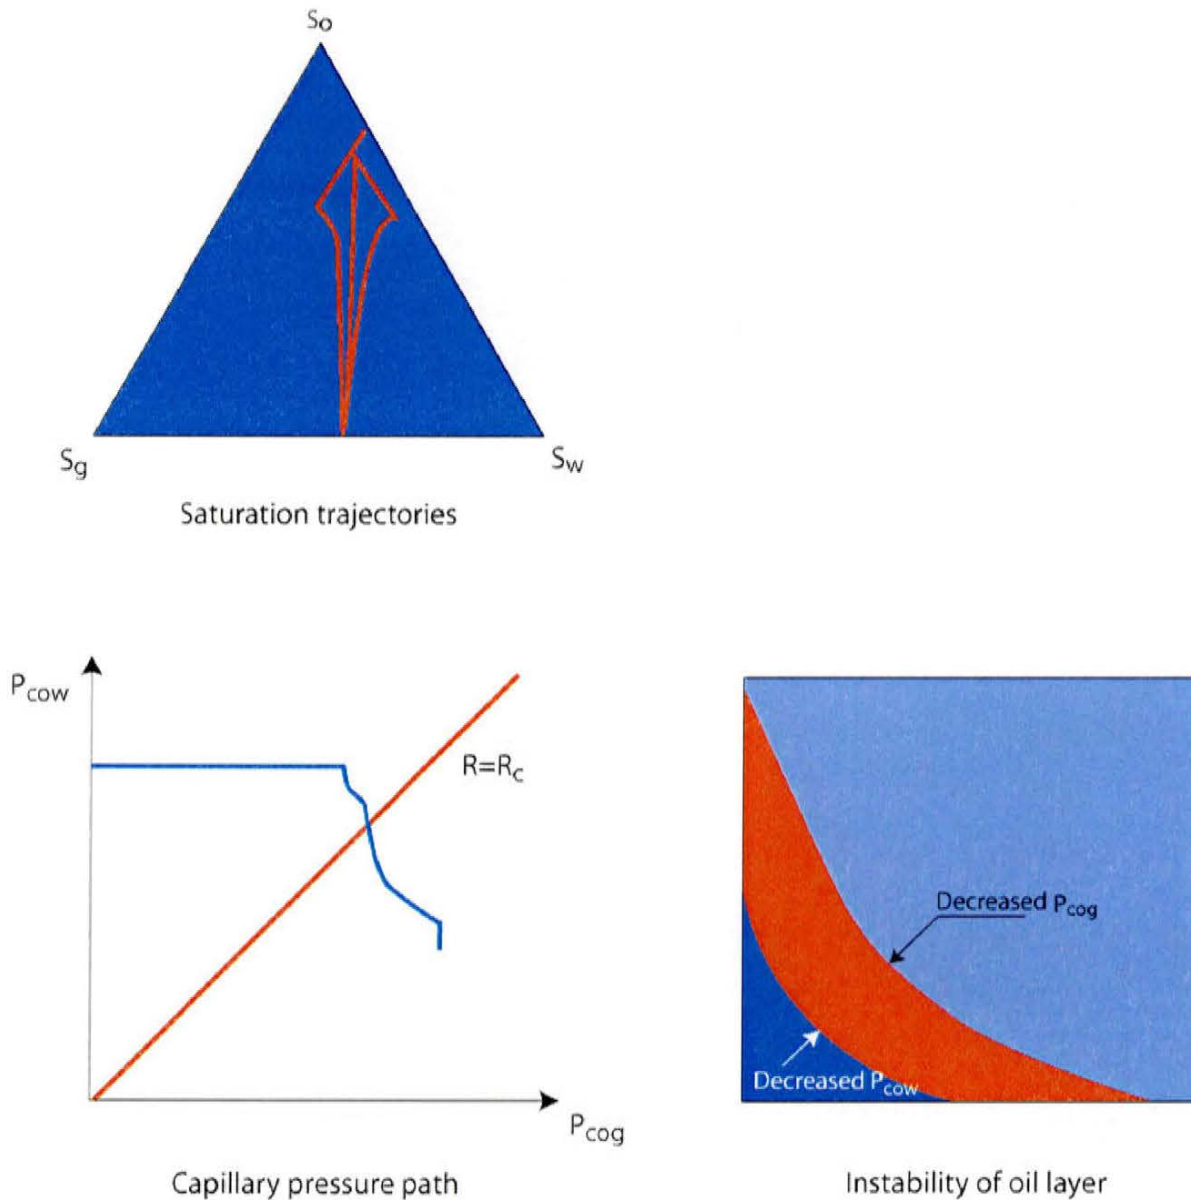 So
Sg
Sw
Saturation trajectories
Pcow
R=Rc
Pcog
Capillary pressure path
Decreased Pcog
Decreased Pcow
Instability of oil layer